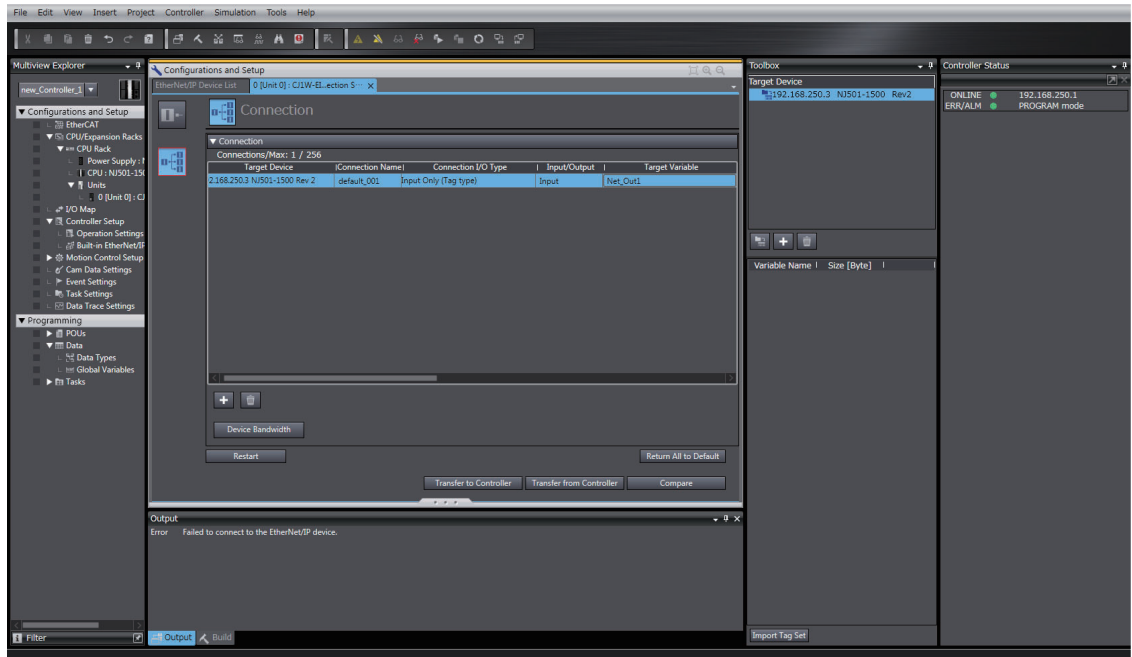 File Edit View Insert Project Controller Simulation Tools Help
Multiview Explorer
new_Controller_1
Configurations and Setup
EtherCAT
CPU/Expansion Racks
CPU Rack
Power Supply : N
CPU : NJ501-150
Units
0 [Unit 0] : CJ
I/O Map
Controller Setup
Operation Settings
Built-in EtherNet/IP
Motion Control Setup
Cam Data Settings
Event Settings
Task Settings
Data Trace Settings
Programming
POUs
Data
Data Types
Global Variables
Tasks
Filter
Configurations and Setup
EtherNet/IP Device List 0 [Unit 0] : CJ1W-EI...ection S...
Connection
Connection
Connections/Max: 1 / 256
Target Device Connection Name Connection I/O Type Input/Output Target Variable
2.168.250.3 NJ501-1500 Rev 2 default_001 Input Only (Tag type) Input Net_Out1
Device Bandwidth
Restart Return All to Default
Transfer to Controller Transfer from Controller Compare
Output
Error Failed to connect to the EtherNet/IP device.
Output Build
Toolbox
Target Device
192.168.250.3 NJ501-1500 Rev2
Variable Name Size [Byte]
Import Tag Set
Controller Status
ONLINE 192.168.250.1
ERR/ALM PROGRAM mode